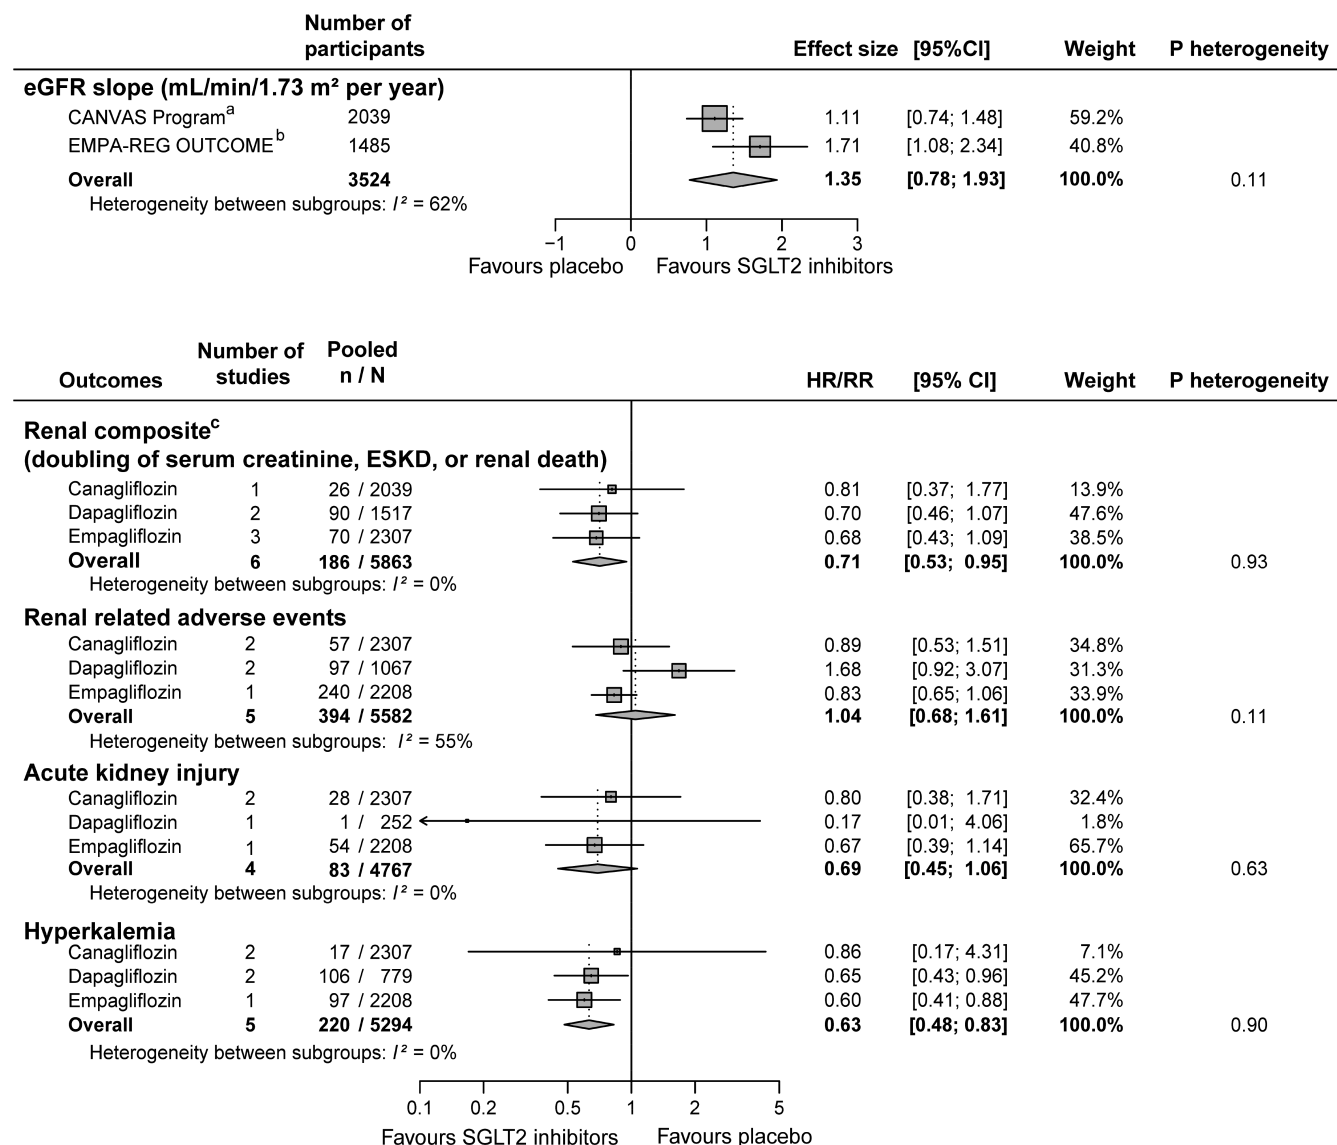 Number of participants Effect size [95%CI] Weight P heterogeneity
eGFR slope (mL/min/1.73 m² per year)
CANVAS Programa 2039 1.11 [0.74; 1.48] 59.2%
EMPA-REG OUTCOMEb 1485 1.71 [1.08; 2.34] 40.8%
Overall 3524 1.35 [0.78; 1.93] 100.0% 0.11
Heterogeneity between subgroups: I² = 62%
−1 0 1 2 3
Favours placebo Favours SGLT2 inhibitors
Outcomes Number of studies Pooled n / N HR/RR [95% CI] Weight P heterogeneity
Renal compositec
(doubling of serum creatinine, ESKD, or renal death)
Canagliflozin 1 26 / 2039 0.81 [0.37; 1.77] 13.9%
Dapagliflozin 2 90 / 1517 0.70 [0.46; 1.07] 47.6%
Empagliflozin 3 70 / 2307 0.68 [0.43; 1.09] 38.5%
Overall 6 186 / 5863 0.71 [0.53; 0.95] 100.0% 0.93
Heterogeneity between subgroups: I² = 0%
Renal related adverse events
Canagliflozin 2 57 / 2307 0.89 [0.53; 1.51] 34.8%
Dapagliflozin 2 97 / 1067 1.68 [0.92; 3.07] 31.3%
Empagliflozin 1 240 / 2208 0.83 [0.65; 1.06] 33.9%
Overall 5 394 / 5582 1.04 [0.68; 1.61] 100.0% 0.11
Heterogeneity between subgroups: I² = 55%
Acute kidney injury
Canagliflozin 2 28 / 2307 0.80 [0.38; 1.71] 32.4%
Dapagliflozin 1 1 / 252 0.17 [0.01; 4.06] 1.8%
Empagliflozin 1 54 / 2208 0.67 [0.39; 1.14] 65.7%
Overall 4 83 / 4767 0.69 [0.45; 1.06] 100.0% 0.63
Heterogeneity between subgroups: I² = 0%
Hyperkalemia
Canagliflozin 2 17 / 2307 0.86 [0.17; 4.31] 7.1%
Dapagliflozin 2 106 / 779 0.65 [0.43; 0.96] 45.2%
Empagliflozin 1 97 / 2208 0.60 [0.41; 0.88] 47.7%
Overall 5 220 / 5294 0.63 [0.48; 0.83] 100.0% 0.90
Heterogeneity between subgroups: I² = 0%
0.1 0.2 0.5 1 2 5
Favours SGLT2 inhibitors Favours placebo